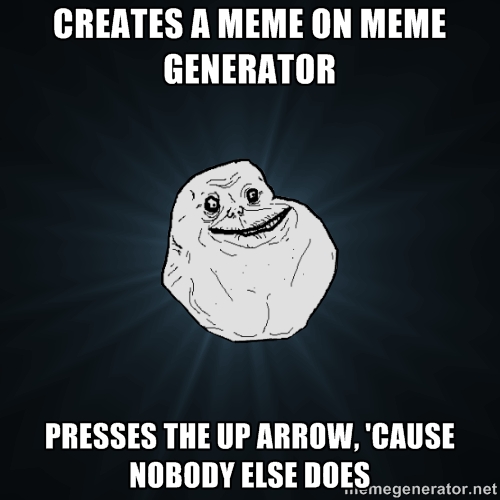 CREATES A MEME ON MEME
GENERATOR
PRESSES THE UP ARROW, 'CAUSE
NOBODY ELSE DOES
memegenerator.net